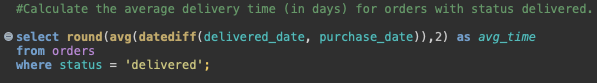 #Calculate the average delivery time (in days) for orders with status delivered.
select round(avg(datediff(delivered_date, purchase_date)),2) as avg_time
from orders
where status = 'delivered';